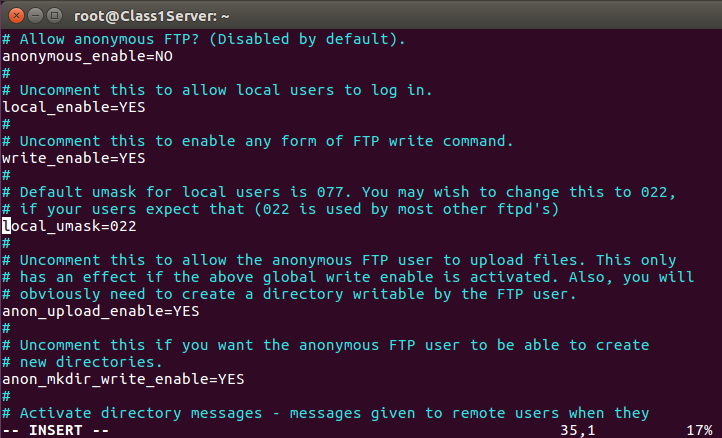 root@Class1Server: ~
# Allow anonymous FTP? (Disabled by default).
anonymous_enable=NO
#
# Uncomment this to allow local users to log in.
local_enable=YES
#
# Uncomment this to enable any form of FTP write command.
write_enable=YES
#
# Default umask for local users is 077. You may wish to change this to 022,
# if your users expect that (022 is used by most other ftpd's)
local_umask=022
#
# Uncomment this to allow the anonymous FTP user to upload files. This only
# has an effect if the above global write enable is activated. Also, you will
# obviously need to create a directory writable by the FTP user.
anon_upload_enable=YES
#
# Uncomment this if you want the anonymous FTP user to be able to create
# new directories.
anon_mkdir_write_enable=YES
#
# Activate directory messages - messages given to remote users when they
-- INSERT -- 35,1 17%